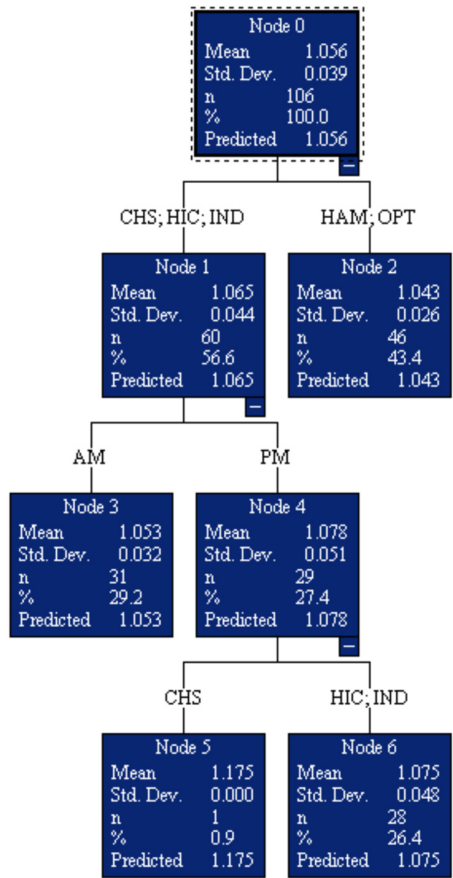 Node 0
Mean 1.056
Std. Dev. 0.039
n 106
% 100.0
Predicted 1.056
CHS; HIC; IND
HAM; OPT
Node 1
Mean 1.065
Std. Dev. 0.044
n 60
% 56.6
Predicted 1.065
Node 2
Mean 1.043
Std. Dev. 0.026
n 46
% 43.4
Predicted 1.043
AM
PM
Node 3
Mean 1.053
Std. Dev. 0.032
n 31
% 29.2
Predicted 1.053
Node 4
Mean 1.078
Std. Dev. 0.051
n 29
% 27.4
Predicted 1.078
CHS
HIC; IND
Node 5
Mean 1.175
Std. Dev. 0.000
n 1
% 0.9
Predicted 1.175
Node 6
Mean 1.075
Std. Dev. 0.048
n 28
% 26.4
Predicted 1.075